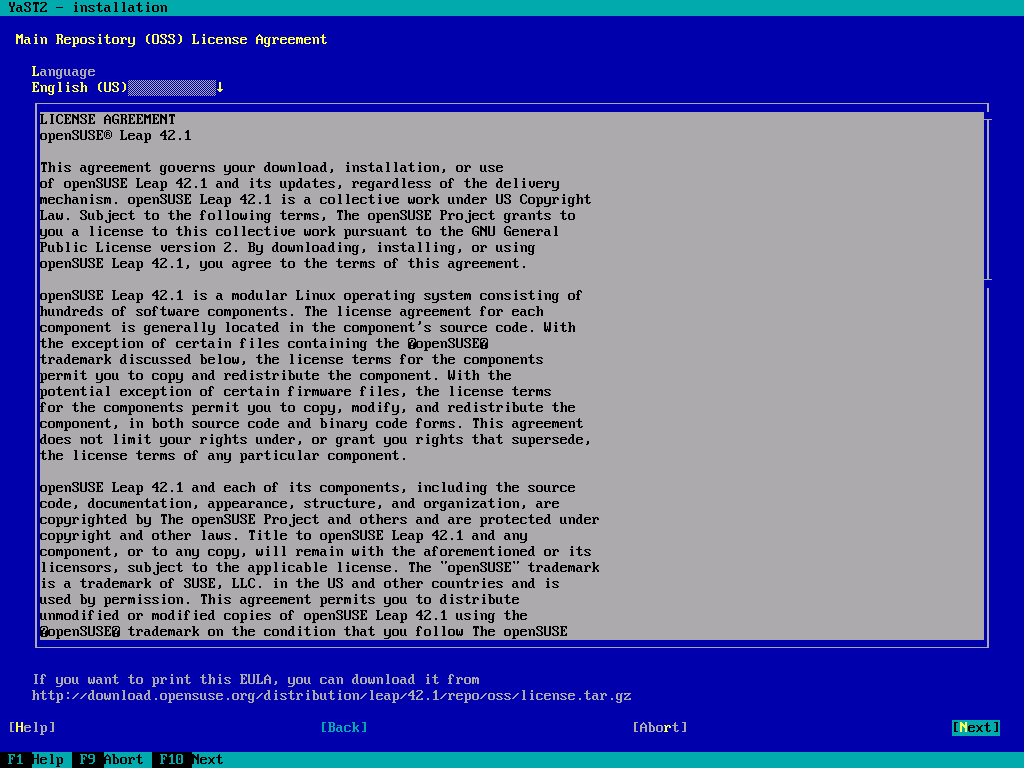 YaST2 - installation
Main Repository (OSS) License Agreement
Language
English (US)↓
LICENSE AGREEMENT
openSUSE® Leap 42.1
This agreement governs your download, installation, or use
of openSUSE Leap 42.1 and its updates, regardless of the delivery
mechanism. openSUSE Leap 42.1 is a collective work under US Copyright
Law. Subject to the following terms, The openSUSE Project grants to
you a license to this collective work pursuant to the GNU General
Public License version 2. By downloading, installing, or using
openSUSE Leap 42.1, you agree to the terms of this agreement.
openSUSE Leap 42.1 is a modular Linux operating system consisting of
hundreds of software components. The license agreement for each
component is generally located in the component's source code. With
the exception of certain files containing the �openSUSE�
trademark discussed below, the license terms for the components
permit you to copy and redistribute the component. With the
potential exception of certain firmware files, the license terms
for the components permit you to copy, modify, and redistribute the
component, in both source code and binary code forms. This agreement
does not limit your rights under, or grant you rights that supersede,
the license terms of any particular component.
openSUSE Leap 42.1 and each of its components, including the source
code, documentation, appearance, structure, and organization, are
copyrighted by The openSUSE Project and others and are protected under
copyright and other laws. Title to openSUSE Leap 42.1 and any
component, or to any copy, will remain with the aforementioned or its
licensors, subject to the applicable license. The "openSUSE" trademark
is a trademark of SUSE, LLC. in the US and other countries and is
used by permission. This agreement permits you to distribute
unmodified or modified copies of openSUSE Leap 42.1 using the
�openSUSE� trademark on the condition that you follow The openSUSE
If you want to print this EULA, you can download it from
http://download.opensuse.org/distribution/leap/42.1/repo/oss/license.tar.gz
[Help] [Back] [Abort] [Next]
F1 Help F9 Abort F10 Next